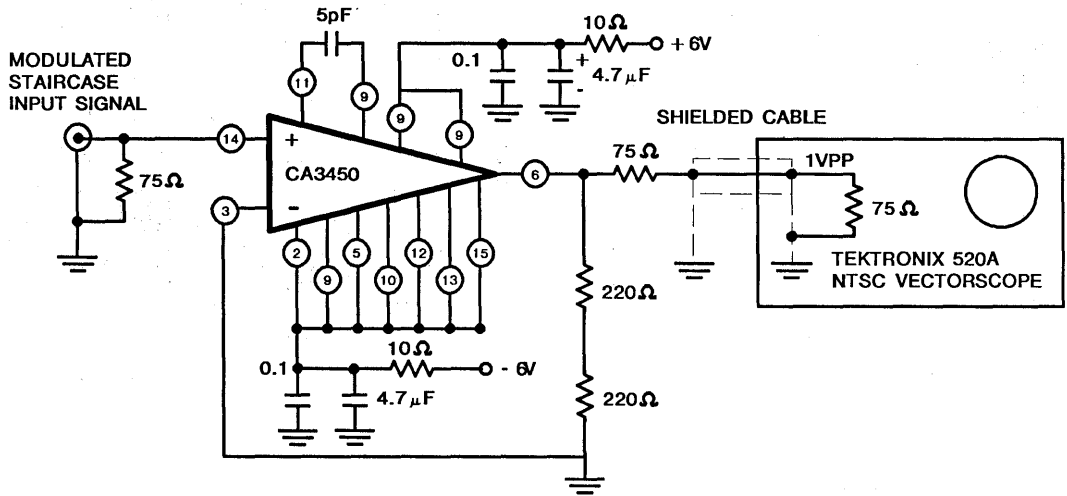 5pF
10Ω
+ 6V
MODULATED
STAIRCASE
INPUT SIGNAL
0.1
+
4.7μF
-
11
9
9
9
SHIELDED CABLE
14
+
75Ω
1VPP
75Ω
CA3450
6
75Ω
3
-
2
5
12
15
9
10
13
TEKTRONIX 520A
NTSC VECTORSCOPE
220Ω
10Ω
0.1
- 6V
4.7μF
220Ω